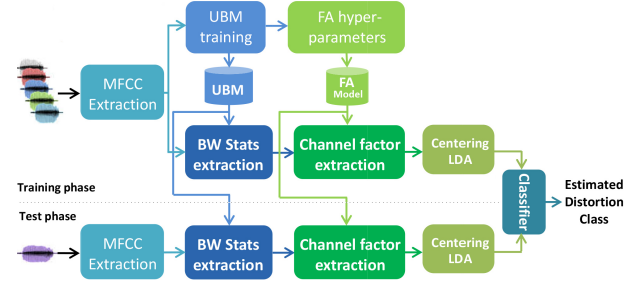 UBM
training
FA hyper-
parameters
MFCC
Extraction
UBM
FA
Model
BW Stats
extraction
Channel factor
extraction
Centering
LDA
Training phase
Classifier
Estimated
Distortion
Class
Test phase
MFCC
Extraction
BW Stats
extraction
Channel factor
extraction
Centering
LDA